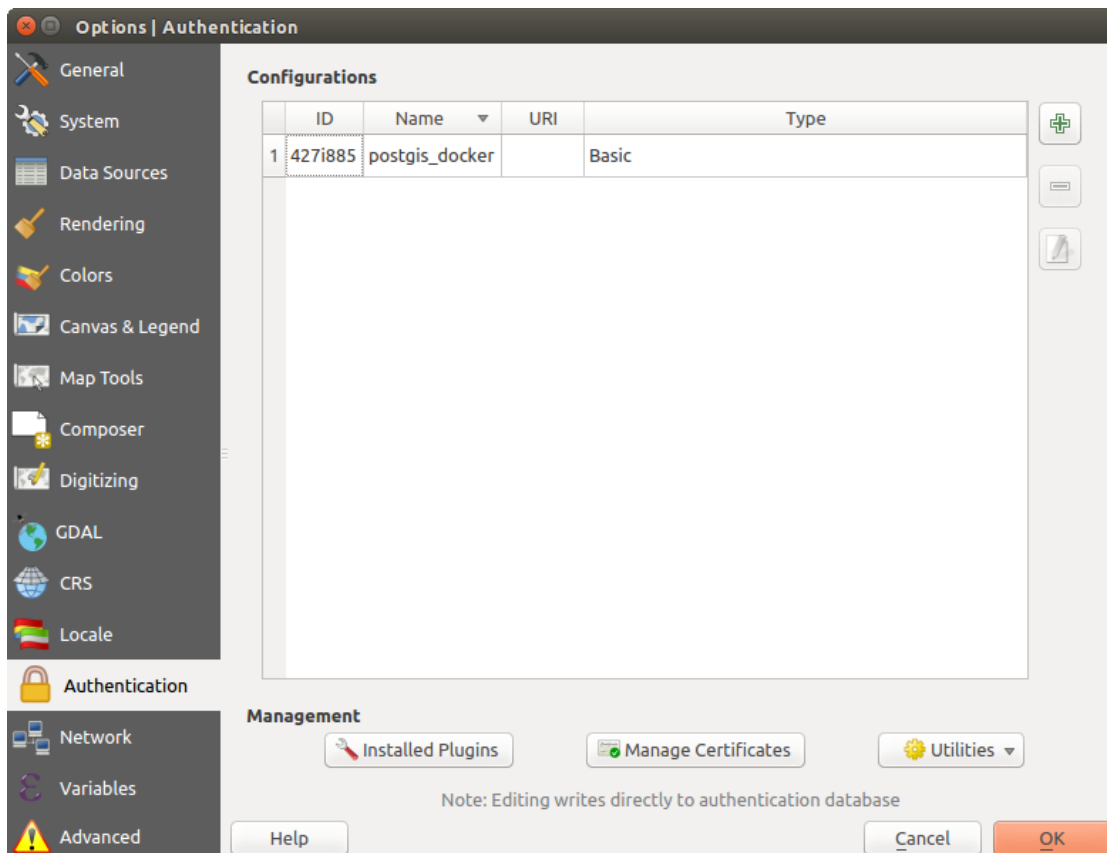 Options | Authentication
General
System
Data Sources
Rendering
Colors
Canvas & Legend
Map Tools
Composer
Digitizing
GDAL
CRS
Locale
Authentication
Network
Variables
Advanced
Configurations
ID Name URI Type
1 427i885 postgis_docker Basic
Management
Installed Plugins Manage Certificates Utilities
Note: Editing writes directly to authentication database
Help Cancel OK